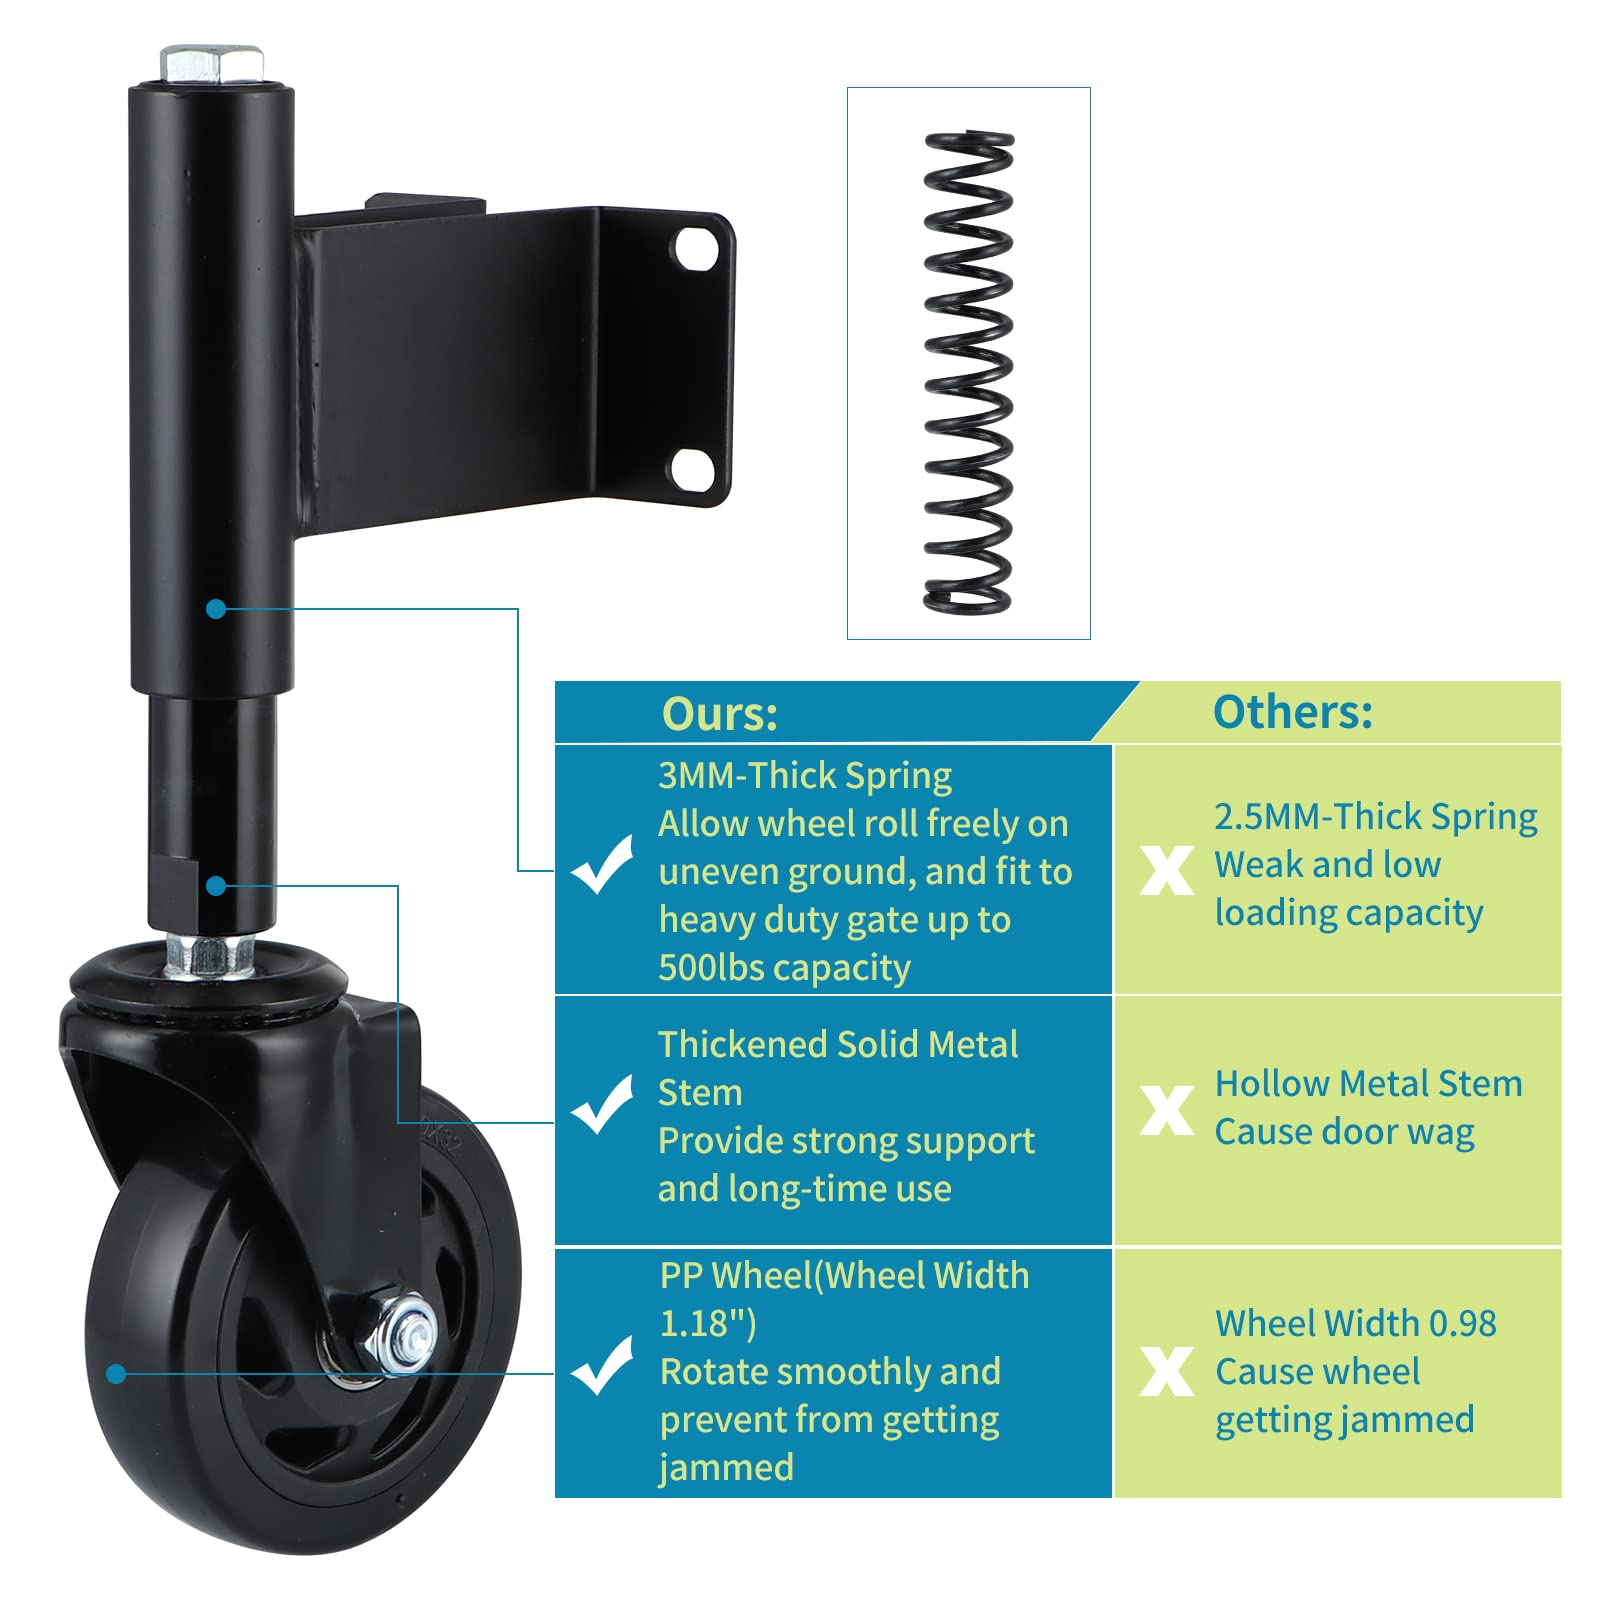 Ours:
Others:
3MM-Thick Spring
Allow wheel roll freely on
uneven ground, and fit to
heavy duty gate up to
500lbs capacity
2.5MM-Thick Spring
Weak and low
loading capacity
Thickened Solid Metal
Stem
Provide strong support
and long-time use
Hollow Metal Stem
Cause door wag
PP Wheel(Wheel Width
1.18")
Rotate smoothly and
prevent from getting
jammed
Wheel Width 0.98
Cause wheel
getting jammed